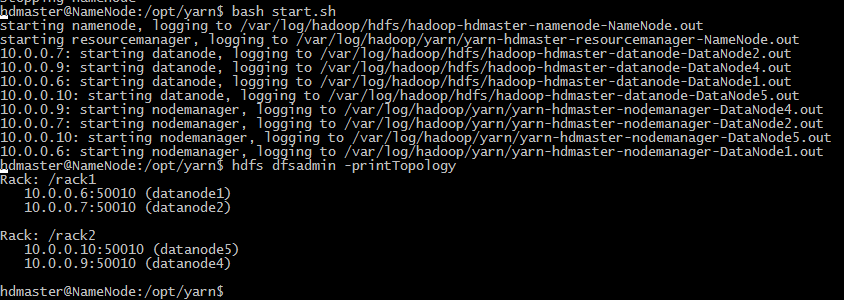 stopping namenode
hdmaster@NameNode:/opt/yarn$ bash start.sh
starting namenode, logging to /var/log/hadoop/hdfs/hadoop-hdmaster-namenode-NameNode.out
starting resourcemanager, logging to /var/log/hadoop/yarn/yarn-hdmaster-resourcemanager-NameNode.out
10.0.0.7: starting datanode, logging to /var/log/hadoop/hdfs/hadoop-hdmaster-datanode-DataNode2.out
10.0.0.9: starting datanode, logging to /var/log/hadoop/hdfs/hadoop-hdmaster-datanode-DataNode4.out
10.0.0.6: starting datanode, logging to /var/log/hadoop/hdfs/hadoop-hdmaster-datanode-DataNode1.out
10.0.0.10: starting datanode, logging to /var/log/hadoop/hdfs/hadoop-hdmaster-datanode-DataNode5.out
10.0.0.9: starting nodemanager, logging to /var/log/hadoop/yarn/yarn-hdmaster-nodemanager-DataNode4.out
10.0.0.7: starting nodemanager, logging to /var/log/hadoop/yarn/yarn-hdmaster-nodemanager-DataNode2.out
10.0.0.10: starting nodemanager, logging to /var/log/hadoop/yarn/yarn-hdmaster-nodemanager-DataNode5.out
10.0.0.6: starting nodemanager, logging to /var/log/hadoop/yarn/yarn-hdmaster-nodemanager-DataNode1.out
hdmaster@NameNode:/opt/yarn$ hdfs dfsadmin -printTopology
Rack: /rack1
10.0.0.6:50010 (datanode1)
10.0.0.7:50010 (datanode2)
Rack: /rack2
10.0.0.10:50010 (datanode5)
10.0.0.9:50010 (datanode4)
hdmaster@NameNode:/opt/yarn$